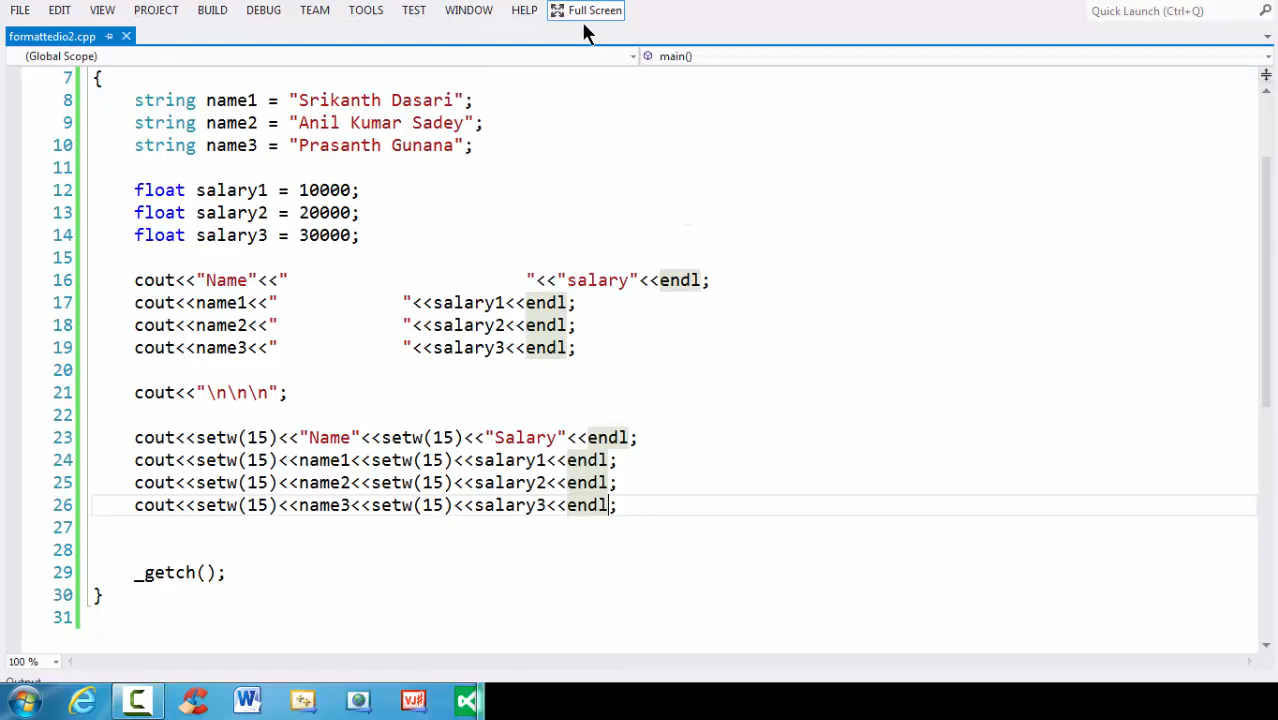 FILE EDIT VIEW PROJECT BUILD DEBUG TEAM TOOLS TEST WINDOW HELP Full Screen Quick Launch (Ctrl+Q)
formattedio2.cpp
(Global Scope) main()
7 {
8 string name1 = "Srikanth Dasari";
9 string name2 = "Anil Kumar Sadey";
10 string name3 = "Prasanth Gunana";
11
12 float salary1 = 10000;
13 float salary2 = 20000;
14 float salary3 = 30000;
15
16 cout<<"Name"<<"                       "<<"salary"<<endl;
17 cout<<name1<<"            "<<salary1<<endl;
18 cout<<name2<<"            "<<salary2<<endl;
19 cout<<name3<<"            "<<salary3<<endl;
20
21 cout<<"\n\n\n";
22
23 cout<<setw(15)<<"Name"<<setw(15)<<"Salary"<<endl;
24 cout<<setw(15)<<name1<<setw(15)<<salary1<<endl;
25 cout<<setw(15)<<name2<<setw(15)<<salary2<<endl;
26 cout<<setw(15)<<name3<<setw(15)<<salary3<<endl;
27
28
29 _getch();
30 }
31
100 %
Output
W VJ#